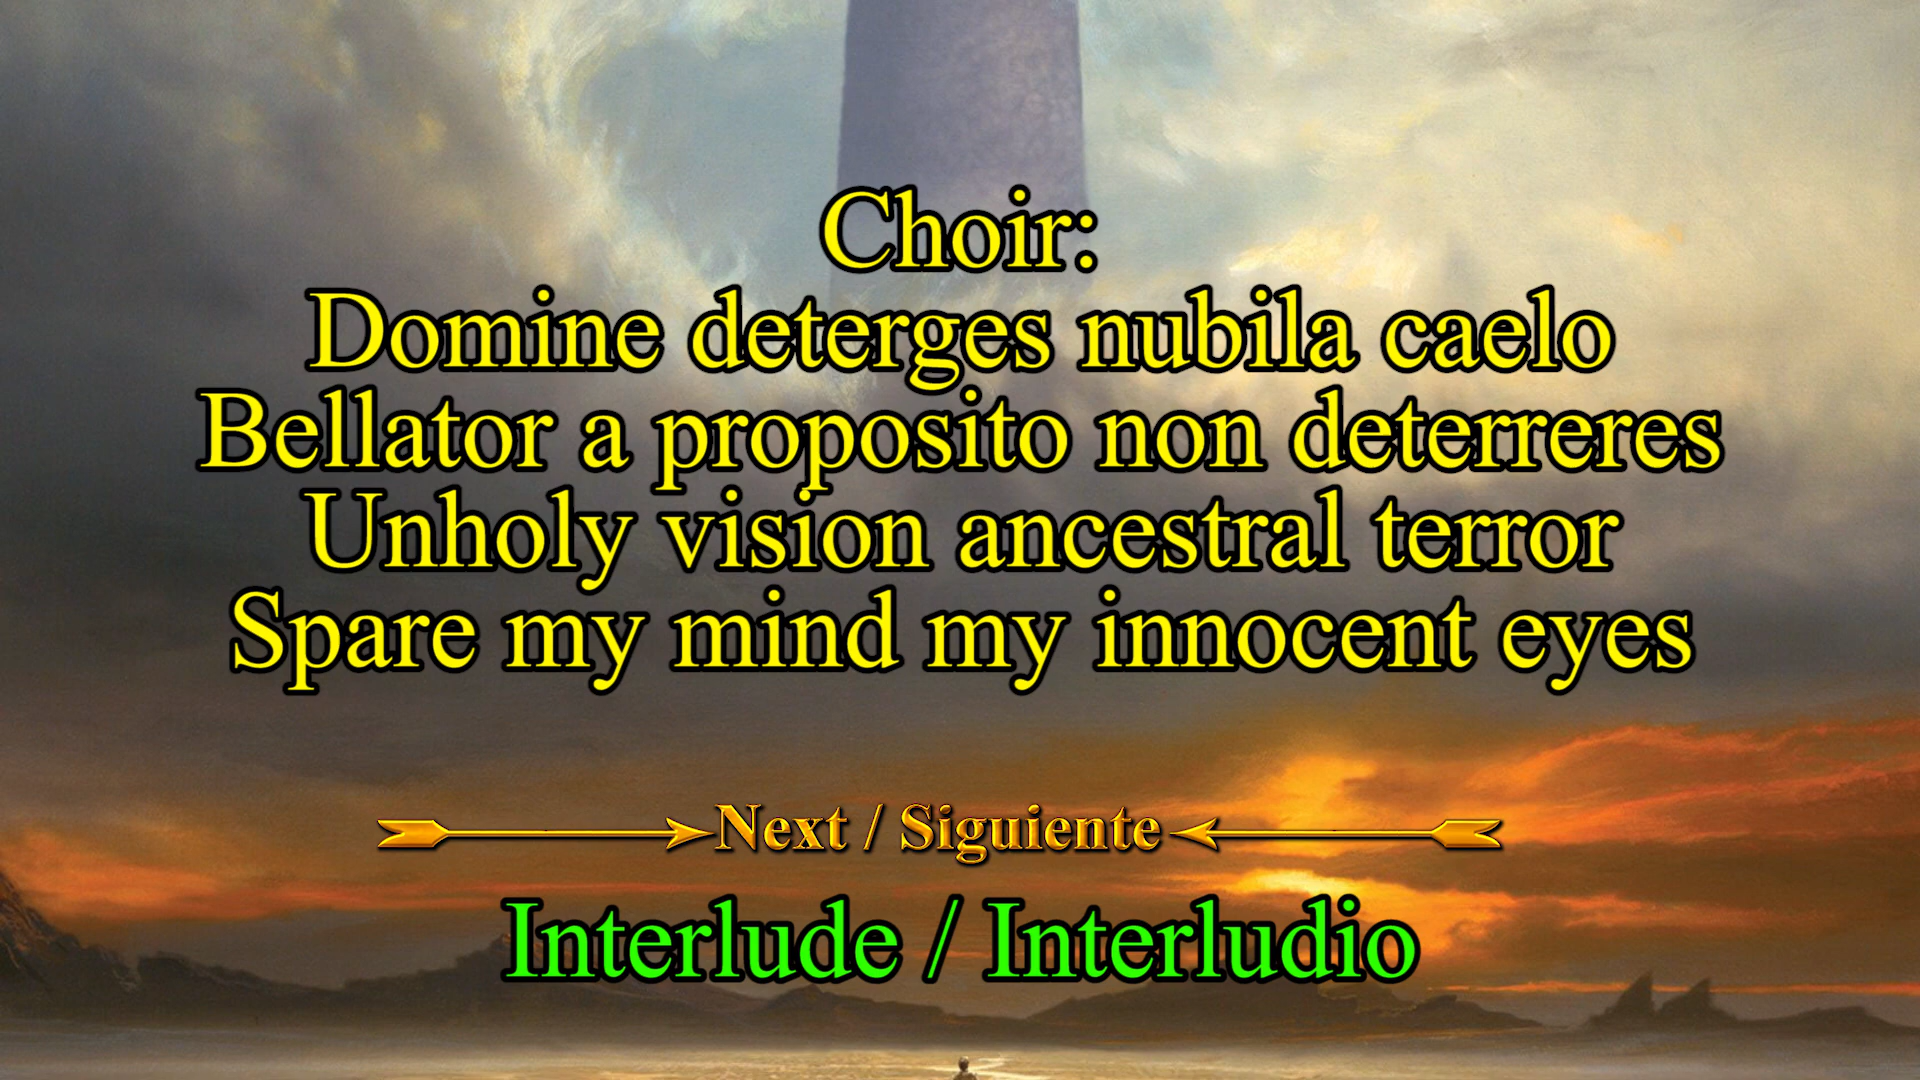 Choir:
Domine deterges nubila caelo
Bellator a proposito non deterreres
Unholy vision ancestral terror
Spare my mind my innocent eyes
Next / Siguiente
Interlude / Interludio